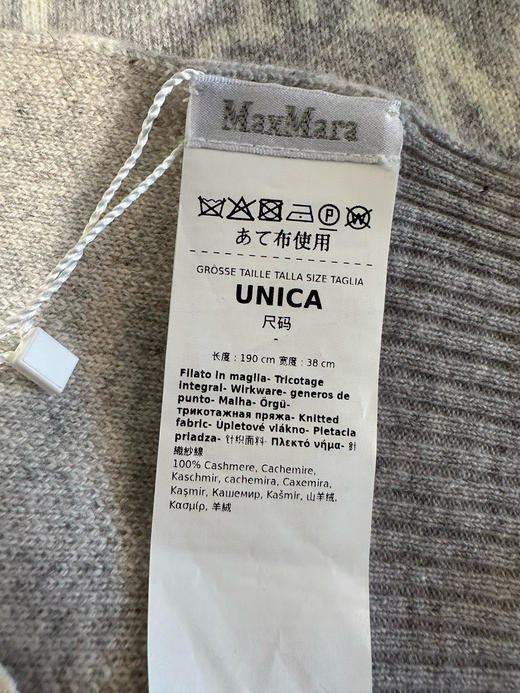 MaxMara
P W
あて布使用
GRÖSSE TAILLE TALLA SIZE TAGLIA
UNICA
尺码
-
长度：190 cm 宽度：38 cm
Filato in maglia- Tricotage
integral- Wirkware- generos de
punto- Malha- Örgü-
трикотажная пряжа- Knitted
fabric- Úpletové vlákno- Pletacia
priadza- 针织面料- Πλεκτό νήμα- 針
織紗線
100% Cashmere, Cachemire,
Kaschmir, cachemira, Caxemira,
Kaşmir, Кашемир, Kašmír, 山羊绒,
Κασμίρ, 羊絨